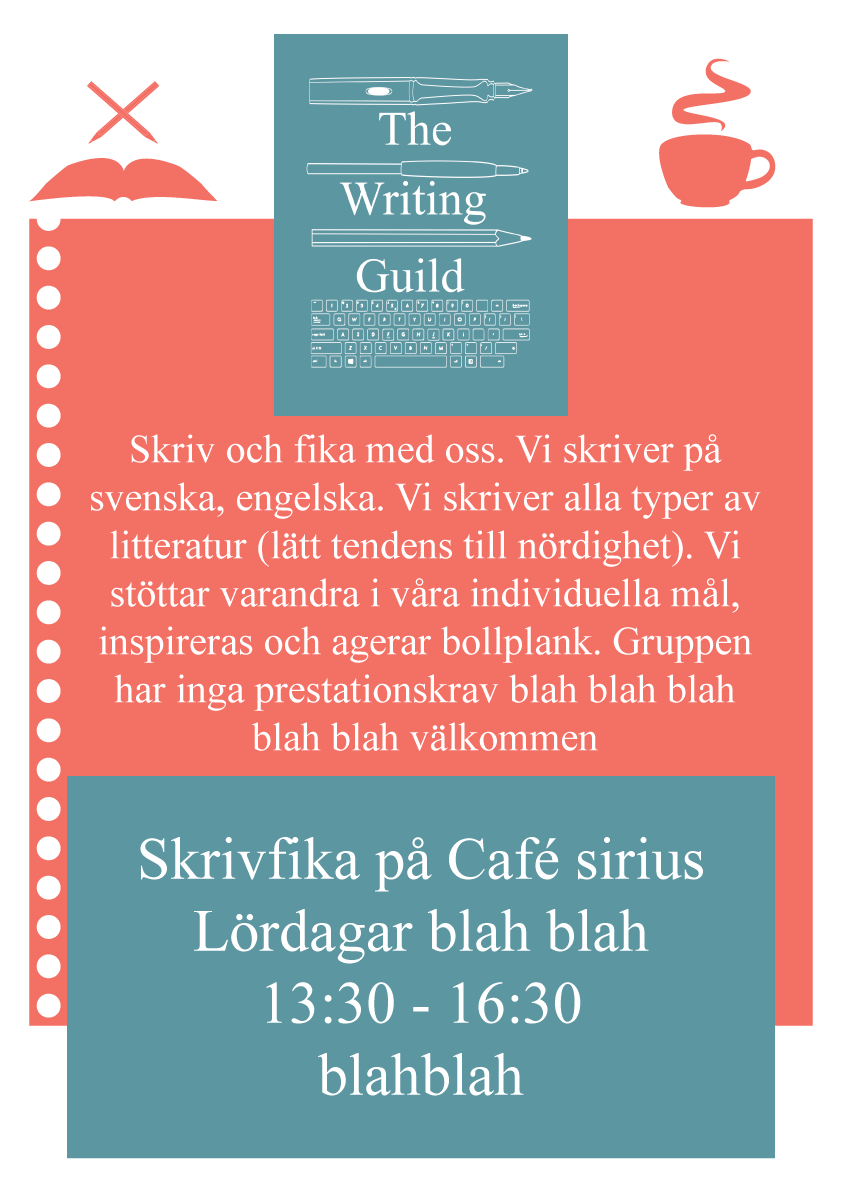 The
Writing
Guild
Skriv och fika med oss. Vi skriver på
svenska, engelska. Vi skriver alla typer av
litteratur (lätt tendens till nördighet). Vi
stöttar varandra i våra individuella mål,
inspireras och agerar bollplank. Gruppen
har inga prestationskrav blah blah blah
blah blah välkommen
Skrivfika på Café sirius
Lördagar blah blah
13:30 - 16:30
blahblah